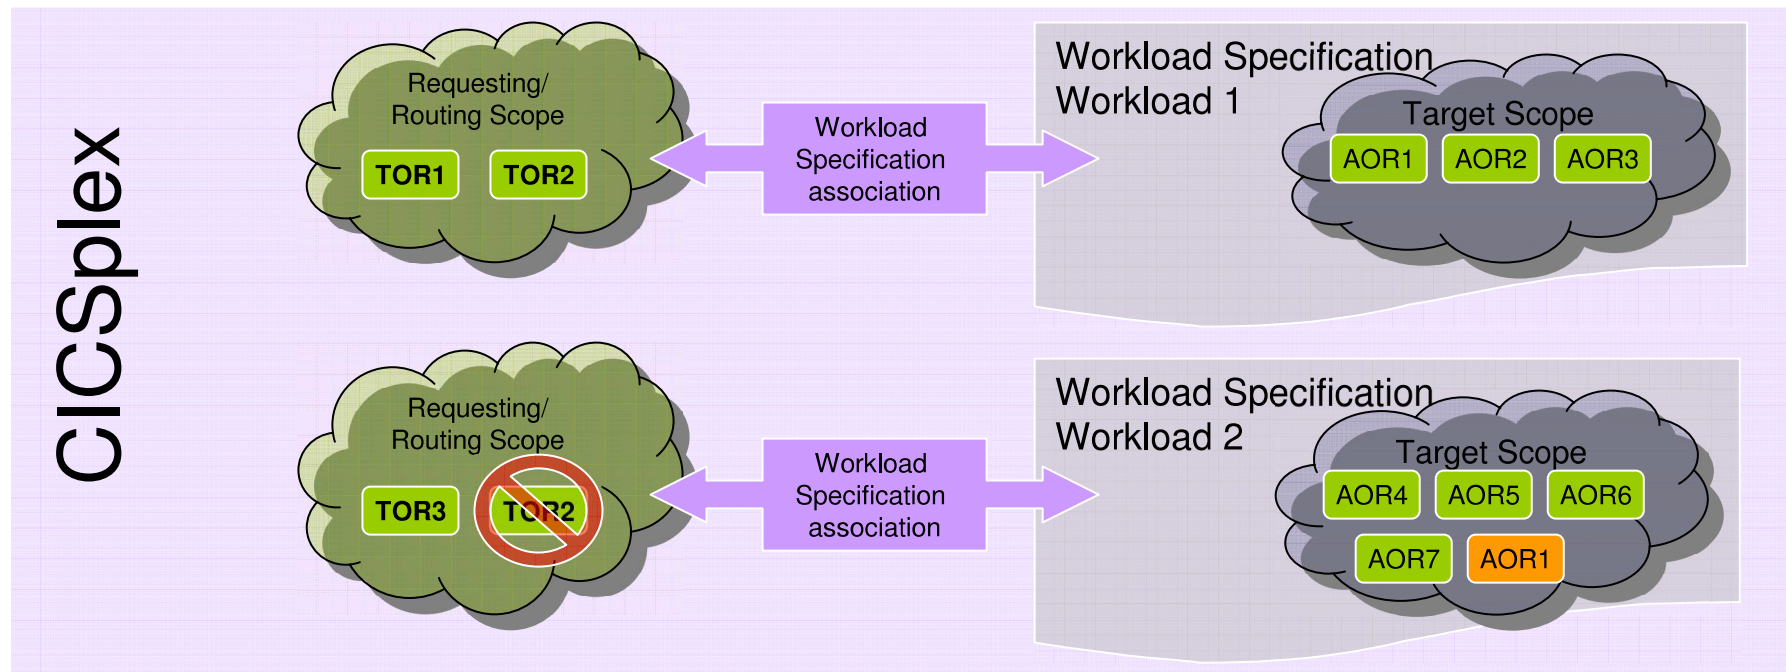 CICSplex
Requesting/
Routing Scope
TOR1 TOR2
Workload
Specification
association
Workload Specification
Workload 1
Target Scope
AOR1 AOR2 AOR3
Requesting/
Routing Scope
TOR3 TOR2
Workload
Specification
association
Workload Specification
Workload 2
Target Scope
AOR4 AOR5 AOR6
AOR7 AOR1